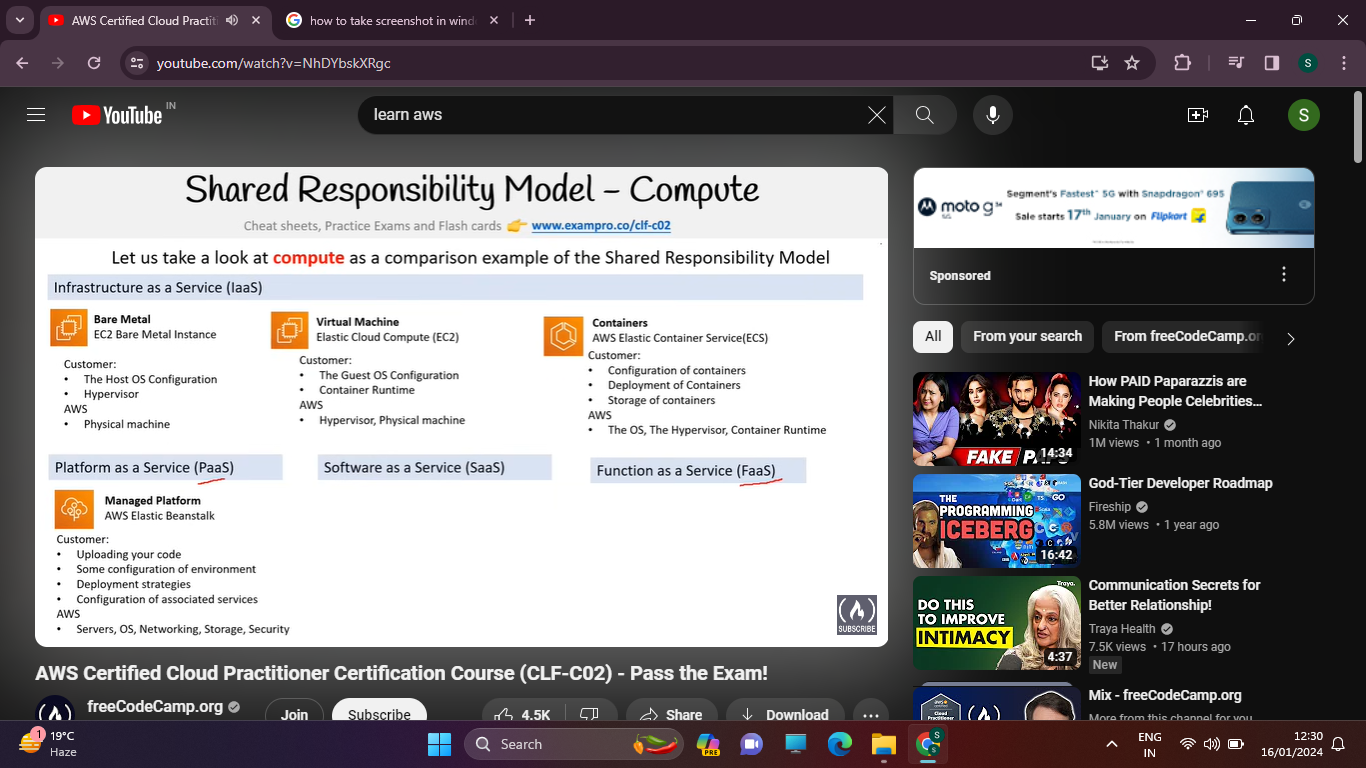 AWS Certified Cloud Practiti
how to take screenshot in wind
youtube.com/watch?v=NhDYbskXRgc
S
YouTube IN
learn aws
S
Shared Responsibility Model – Compute
Cheat sheets, Practice Exams and Flash cards 👉 www.exampro.co/clf-c02
Let us take a look at compute as a comparison example of the Shared Responsibility Model
Infrastructure as a Service (IaaS)
Bare Metal
EC2 Bare Metal Instance
Customer:
• The Host OS Configuration
• Hypervisor
AWS
• Physical machine
Virtual Machine
Elastic Cloud Compute (EC2)
Customer:
• The Guest OS Configuration
• Container Runtime
AWS
• Hypervisor, Physical machine
Containers
AWS Elastic Container Service(ECS)
Customer:
• Configuration of containers
• Deployment of Containers
• Storage of containers
AWS
• The OS, The Hypervisor, Container Runtime
Platform as a Service (PaaS)
Software as a Service (SaaS)
Function as a Service (FaaS)
Managed Platform
AWS Elastic Beanstalk
Customer:
• Uploading your code
• Some configuration of environment
• Deployment strategies
• Configuration of associated services
AWS
• Servers, OS, Networking, Storage, Security
SUBSCRIBE
AWS Certified Cloud Practitioner Certification Course (CLF-C02) - Pass the Exam!
freeCodeCamp.org
Join
Subscribe
4.5K
Share
Download
moto g34 5G
Segment's Fastest 5G with Snapdragon 695
Sale starts 17th January on Flipkart
Sponsored
All
From your search
From freeCodeCamp.or
FAKE PAPS
14:34
How PAID Paparazzis are
Making People Celebrities…
Nikita Thakur
1M views • 1 month ago
THE
PROGRAMMING
ICEBERG
16:42
God-Tier Developer Roadmap
Fireship
5.8M views • 1 year ago
Traya.
DO THIS
TO IMPROVE
INTIMACY
4:37
Communication Secrets for
Better Relationship!
Traya Health
7.5K views • 17 hours ago
New
Mix - freeCodeCamp.org
More from this channel for you
1
19°C
Haze
Search
PRE
S
ENG
IN
12:30
16/01/2024